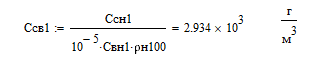 Ссв1 := Ссн1 / (10^-5·Свн1·ρн100) = 2.934 × 10^3 г/м^3